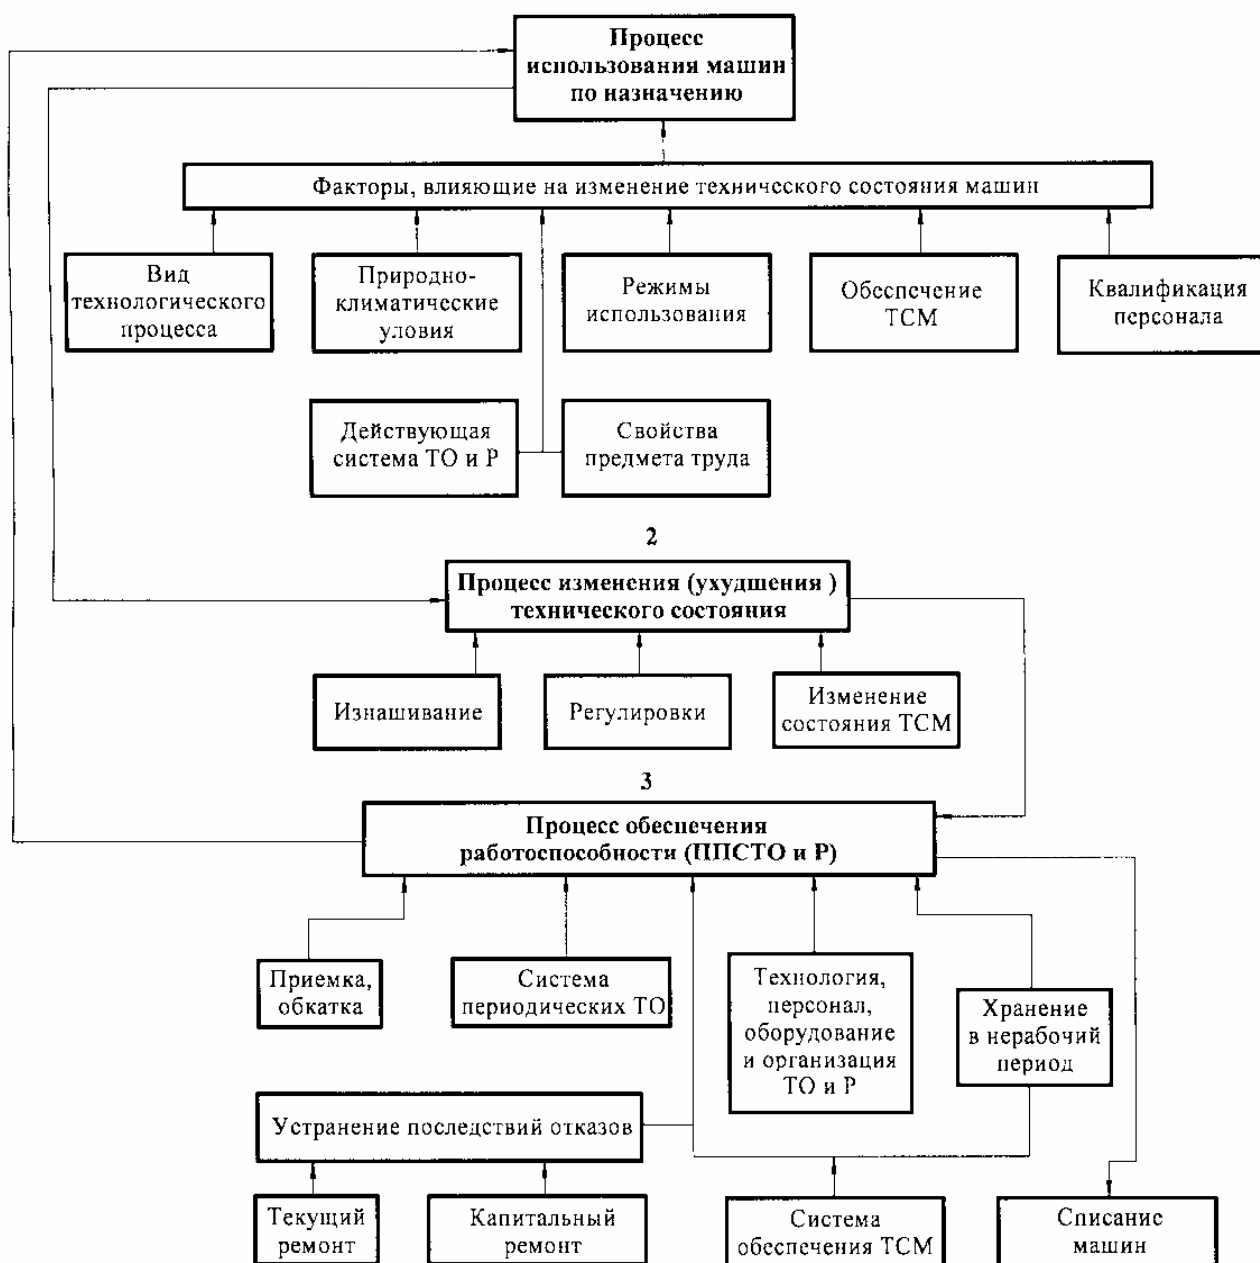 Процесс
использования машин
по назначению
Факторы, влияющие на изменение технического состояния машин
Вид
технологического
процесса
Природно-
климатические
уловия
Режимы
использования
Обеспечение
ТСМ
Квалификация
персонала
Действующая
система ТО и Р
Свойства
предмета труда
2
Процесс изменения (ухудшения )
технического состояния
Изнашивание
Регулировки
Изменение
состояния ТСМ
3
Процесс обеспечения
работоспособности (ППСТО и Р)
Приемка,
обкатка
Система
периодических ТО
Технология,
персонал,
оборудование
и организация
ТО и Р
Хранение
в нерабочий
период
Устранение последствий отказов
Текущий
ремонт
Капитальный
ремонт
Система
обеспечения ТСМ
Списание
машин